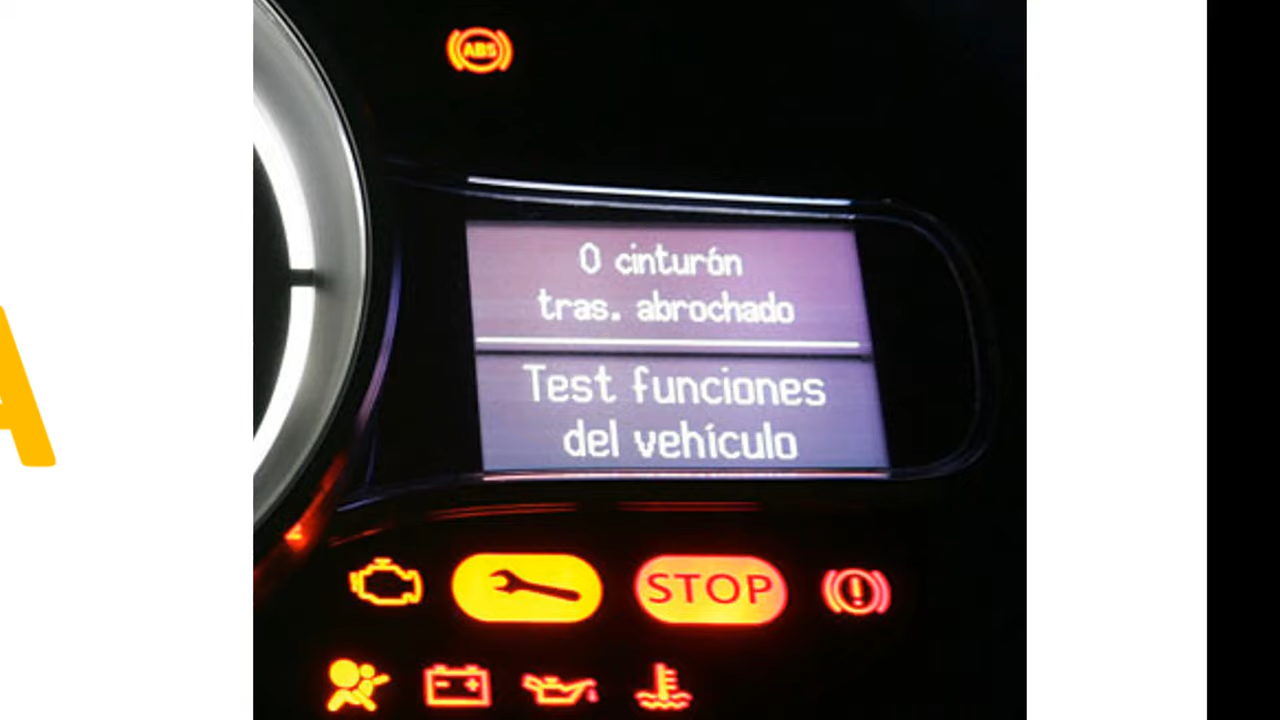 ABS
0 cinturón
tras. abrochado
Test funciones
del vehículo
STOP
A